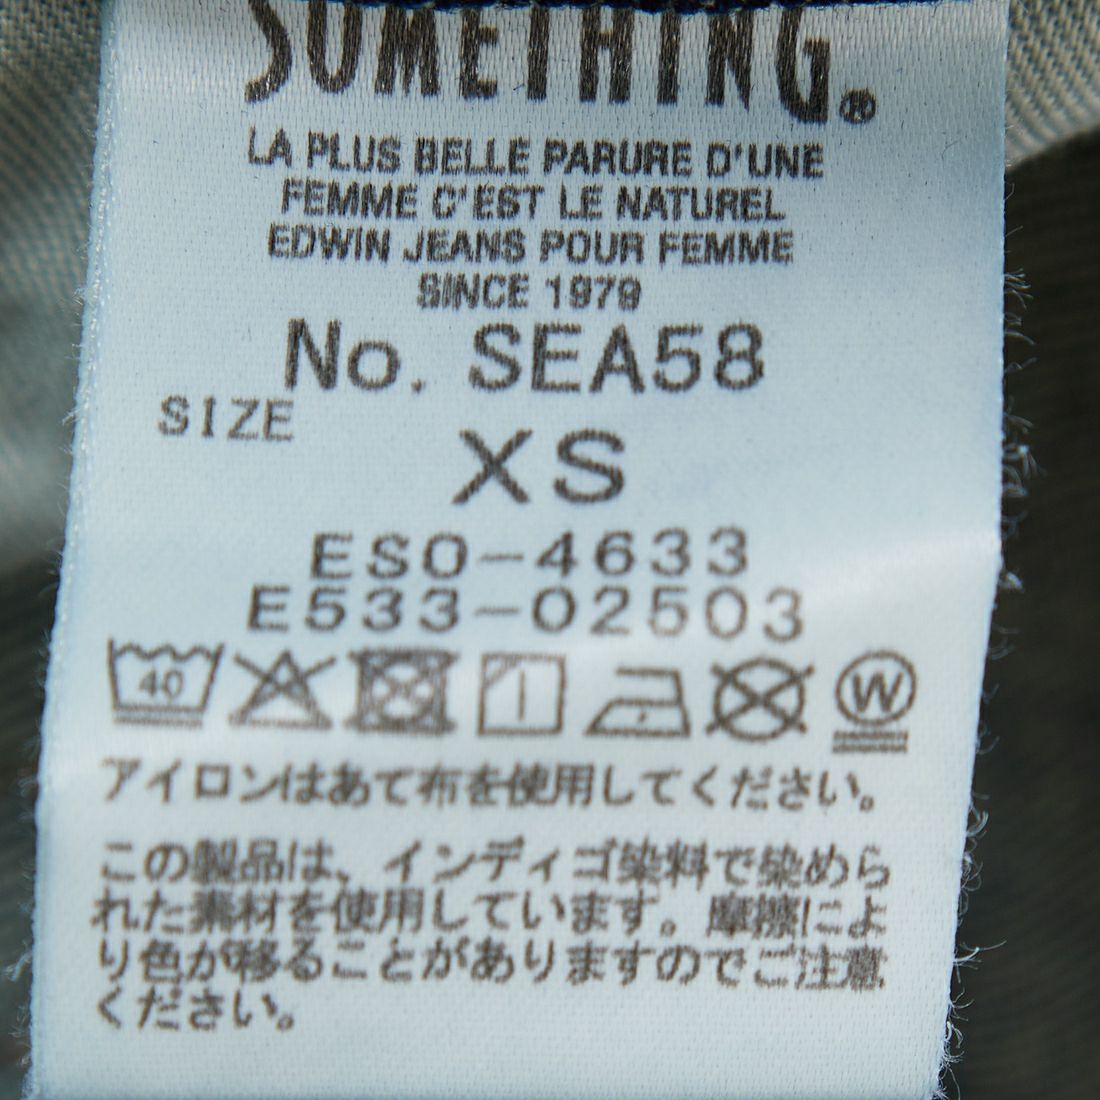 SOMETHING.®
LA PLUS BELLE PARURE D'UNE
FEMME C'EST LE NATUREL
EDWIN JEANS POUR FEMME
SINCE 1979
No. SEA58
SIZE
XS
ESO-4633
E533-02503
40 W
アイロンはあて布を使用してください。
この製品は、インディゴ染料で染めら
れた素材を使用しています。摩擦によ
り色が移ることがありますのでご注意
ください。